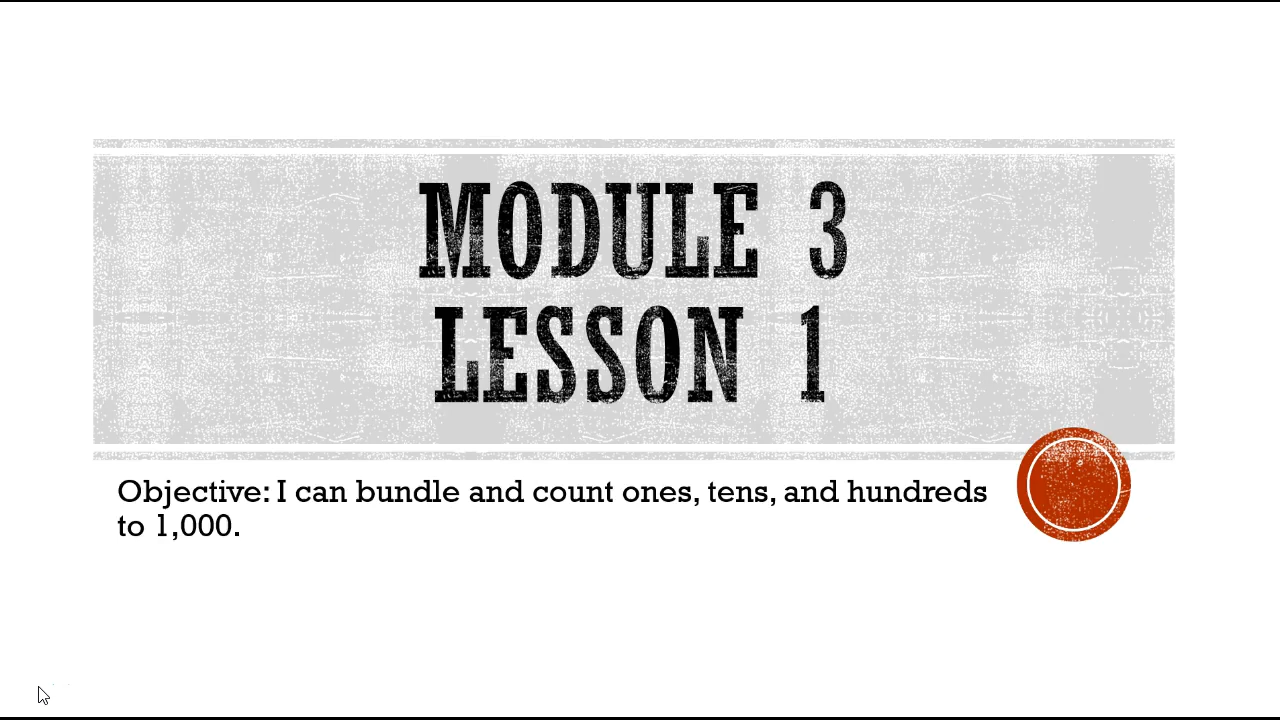 MODULE 3
LESSON 1
Objective: I can bundle and count ones, tens, and hundreds
to 1,000.